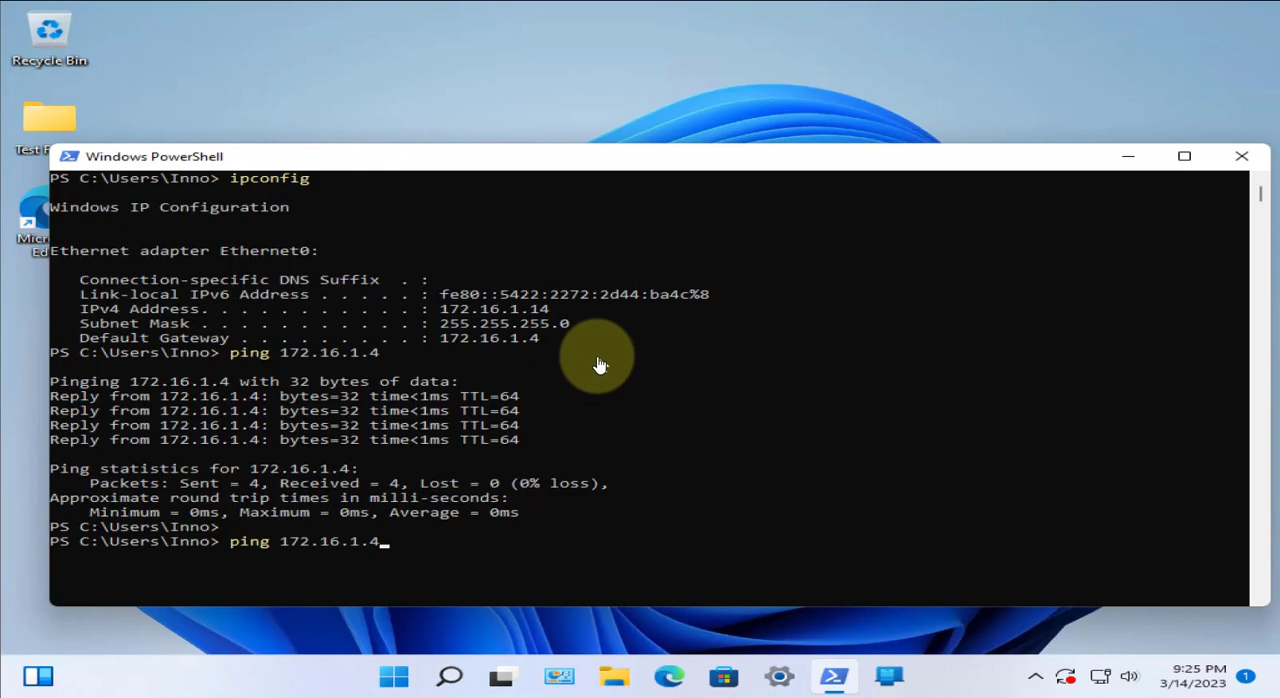 Recycle Bin
Test F
Micr
Ed
Windows PowerShell
PS C:\Users\Inno> ipconfig
Windows IP Configuration
Ethernet adapter Ethernet0:
Connection-specific DNS Suffix . :
Link-local IPv6 Address . . . . . : fe80::5422:2272:2d44:ba4c%8
IPv4 Address. . . . . . . . . . . : 172.16.1.14
Subnet Mask . . . . . . . . . . . : 255.255.255.0
Default Gateway . . . . . . . . . : 172.16.1.4
PS C:\Users\Inno> ping 172.16.1.4
Pinging 172.16.1.4 with 32 bytes of data:
Reply from 172.16.1.4: bytes=32 time<1ms TTL=64
Reply from 172.16.1.4: bytes=32 time<1ms TTL=64
Reply from 172.16.1.4: bytes=32 time<1ms TTL=64
Reply from 172.16.1.4: bytes=32 time<1ms TTL=64
Ping statistics for 172.16.1.4:
Packets: Sent = 4, Received = 4, Lost = 0 (0% loss),
Approximate round trip times in milli-seconds:
Minimum = 0ms, Maximum = 0ms, Average = 0ms
PS C:\Users\Inno>
PS C:\Users\Inno> ping 172.16.1.4
9:25 PM
3/14/2023
1